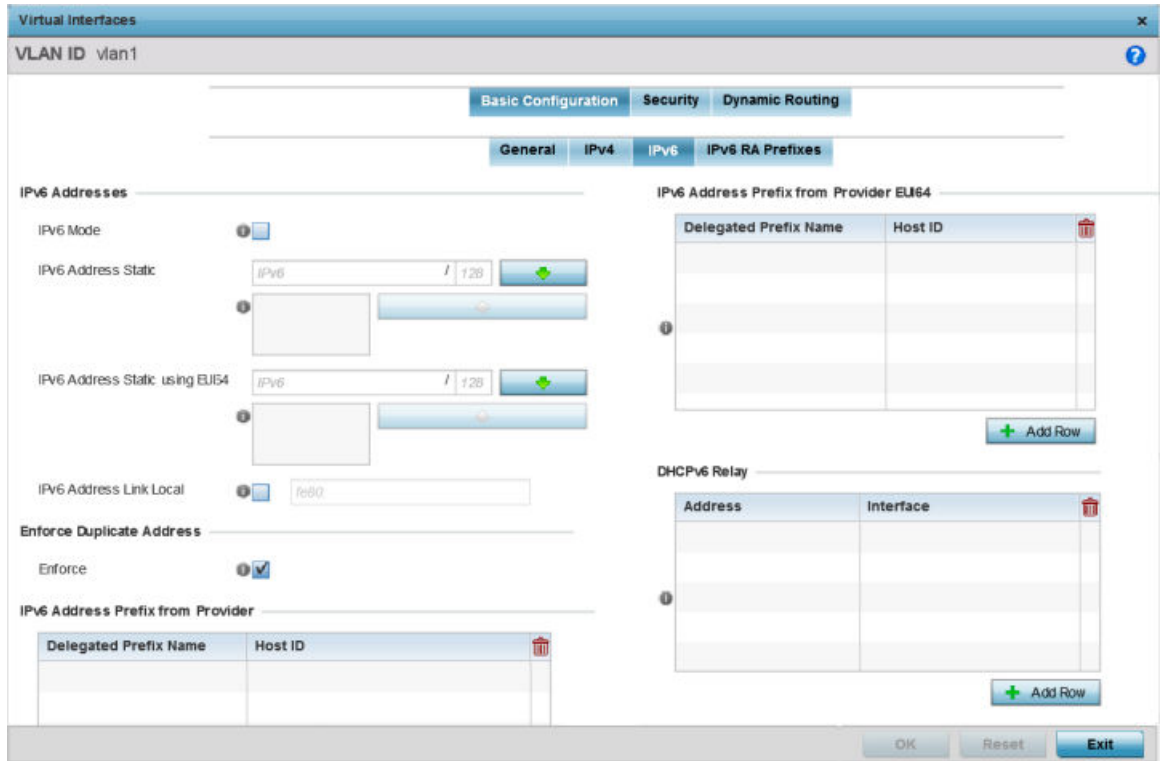 Virtual Interfaces
VLAN ID vlan1
Basic Configuration Security Dynamic Routing
General IPv4 IPv6 IPv6 RA Prefixes
IPv6 Addresses
IPv6 Mode
IPv6 Address Static
IPv6 / 128
IPv6 Address Static using EUI64
IPv6 / 128
IPv6 Address Link Local
fe80:
Enforce Duplicate Address
Enforce
IPv6 Address Prefix from Provider
Delegated Prefix Name Host ID
IPv6 Address Prefix from Provider EUI64
Delegated Prefix Name Host ID
Add Row
DHCPv6 Relay
Address Interface
Add Row
OK Reset Exit